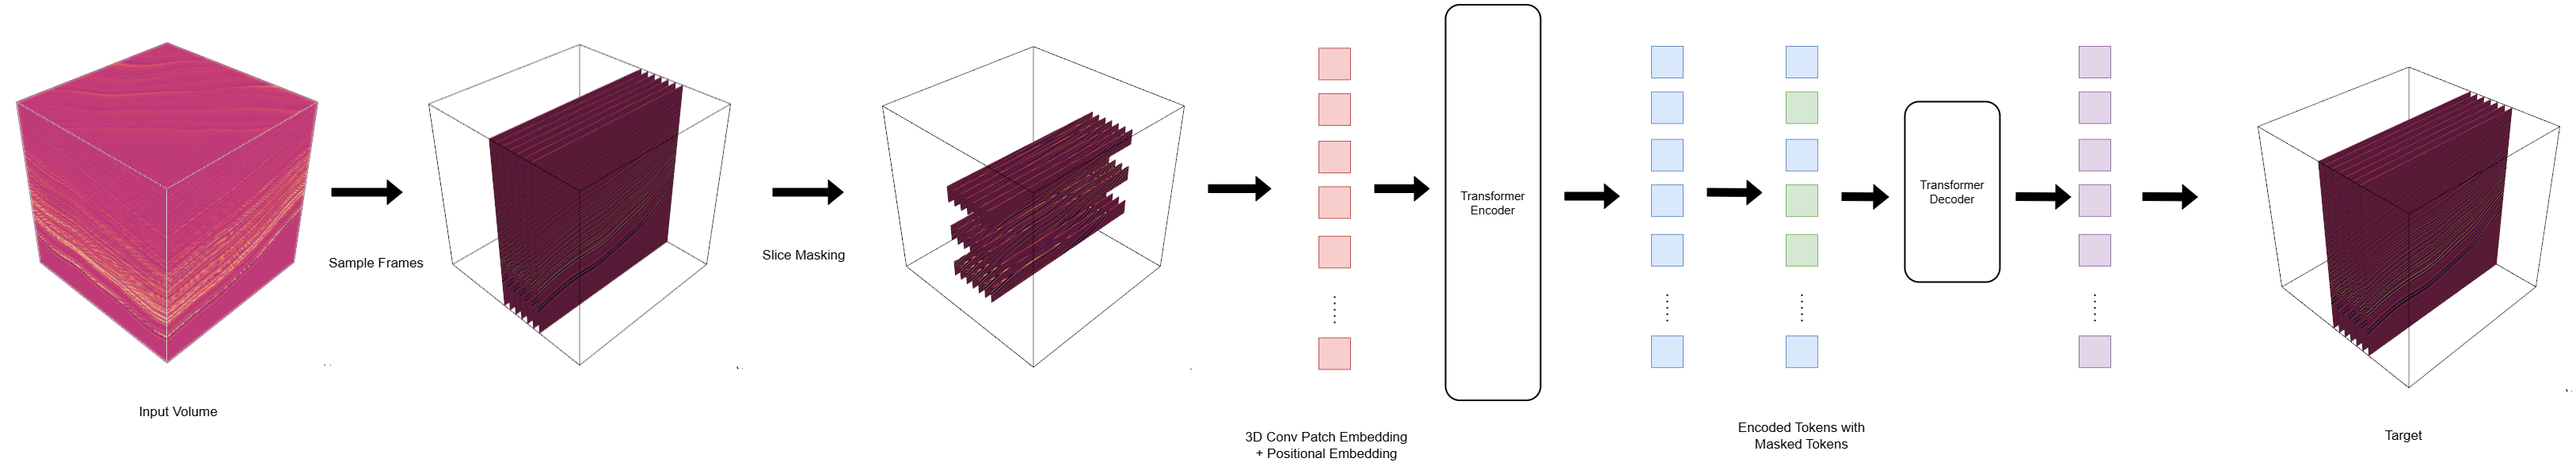 Input Volume
Sample Frames
Slice Masking
3D Conv Patch Embedding
+ Positional Embedding
Transformer
Encoder
Encoded Tokens with
Masked Tokens
Transformer
Decoder
Target